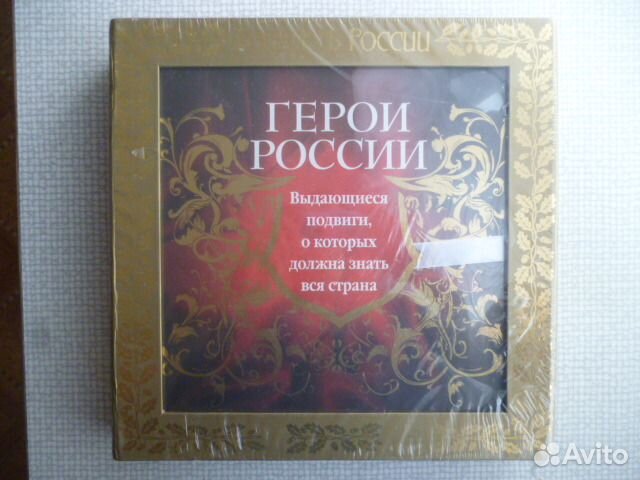 России
ГЕРОИ
РОССИИ
Выдающиеся
подвиги,
о которых
должна знать
вся страна
Avito